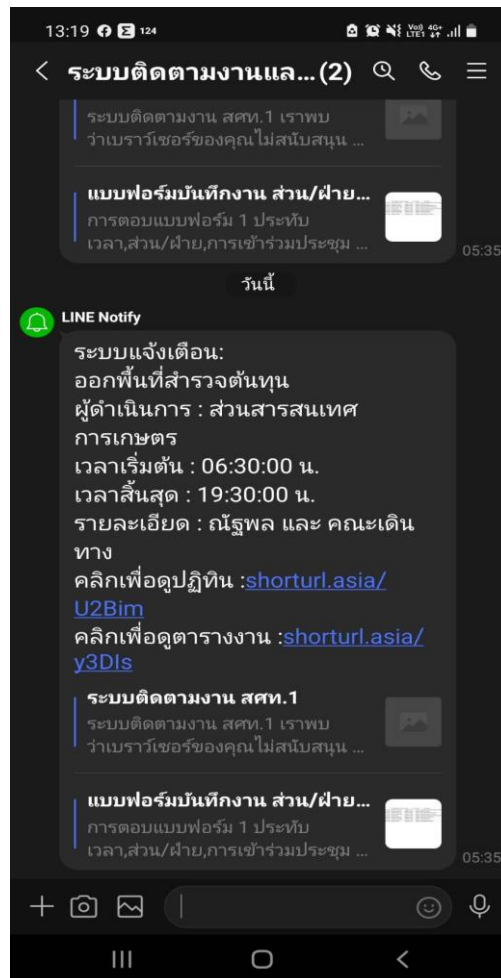 13:19 124
VoI) 4G+
LTE1
ระบบติดตามงานแล...(2)
ระบบติดตามงาน สศท.1 เราพบ
ว่าเบราว์เซอร์ของคุณไม่สนับสนุน ...
แบบฟอร์มบันทึกงาน ส่วน/ฝ่าย...
การตอบแบบฟอร์ม 1 ประทับ
เวลา,ส่วน/ฝ่าย,การเข้าร่วมประชุม ...
05:35
วันนี้
LINE Notify
ระบบแจ้งเตือน:
ออกพื้นที่สำรวจต้นทุน
ผู้ดำเนินการ : ส่วนสารสนเทศ
การเกษตร
เวลาเริ่มต้น : 06:30:00 น.
เวลาสิ้นสุด : 19:30:00 น.
รายละเอียด : ณัฐพล และ คณะเดิน
ทาง
คลิกเพื่อดูปฏิทิน :shorturl.asia/
U2Bim
คลิกเพื่อดูตารางงาน :shorturl.asia/
y3DIs
ระบบติดตามงาน สศท.1
ระบบติดตามงาน สศท.1 เราพบ
ว่าเบราว์เซอร์ของคุณไม่สนับสนุน ...
แบบฟอร์มบันทึกงาน ส่วน/ฝ่าย...
การตอบแบบฟอร์ม 1 ประทับ
เวลา,ส่วน/ฝ่าย,การเข้าร่วมประชุม ...
05:35